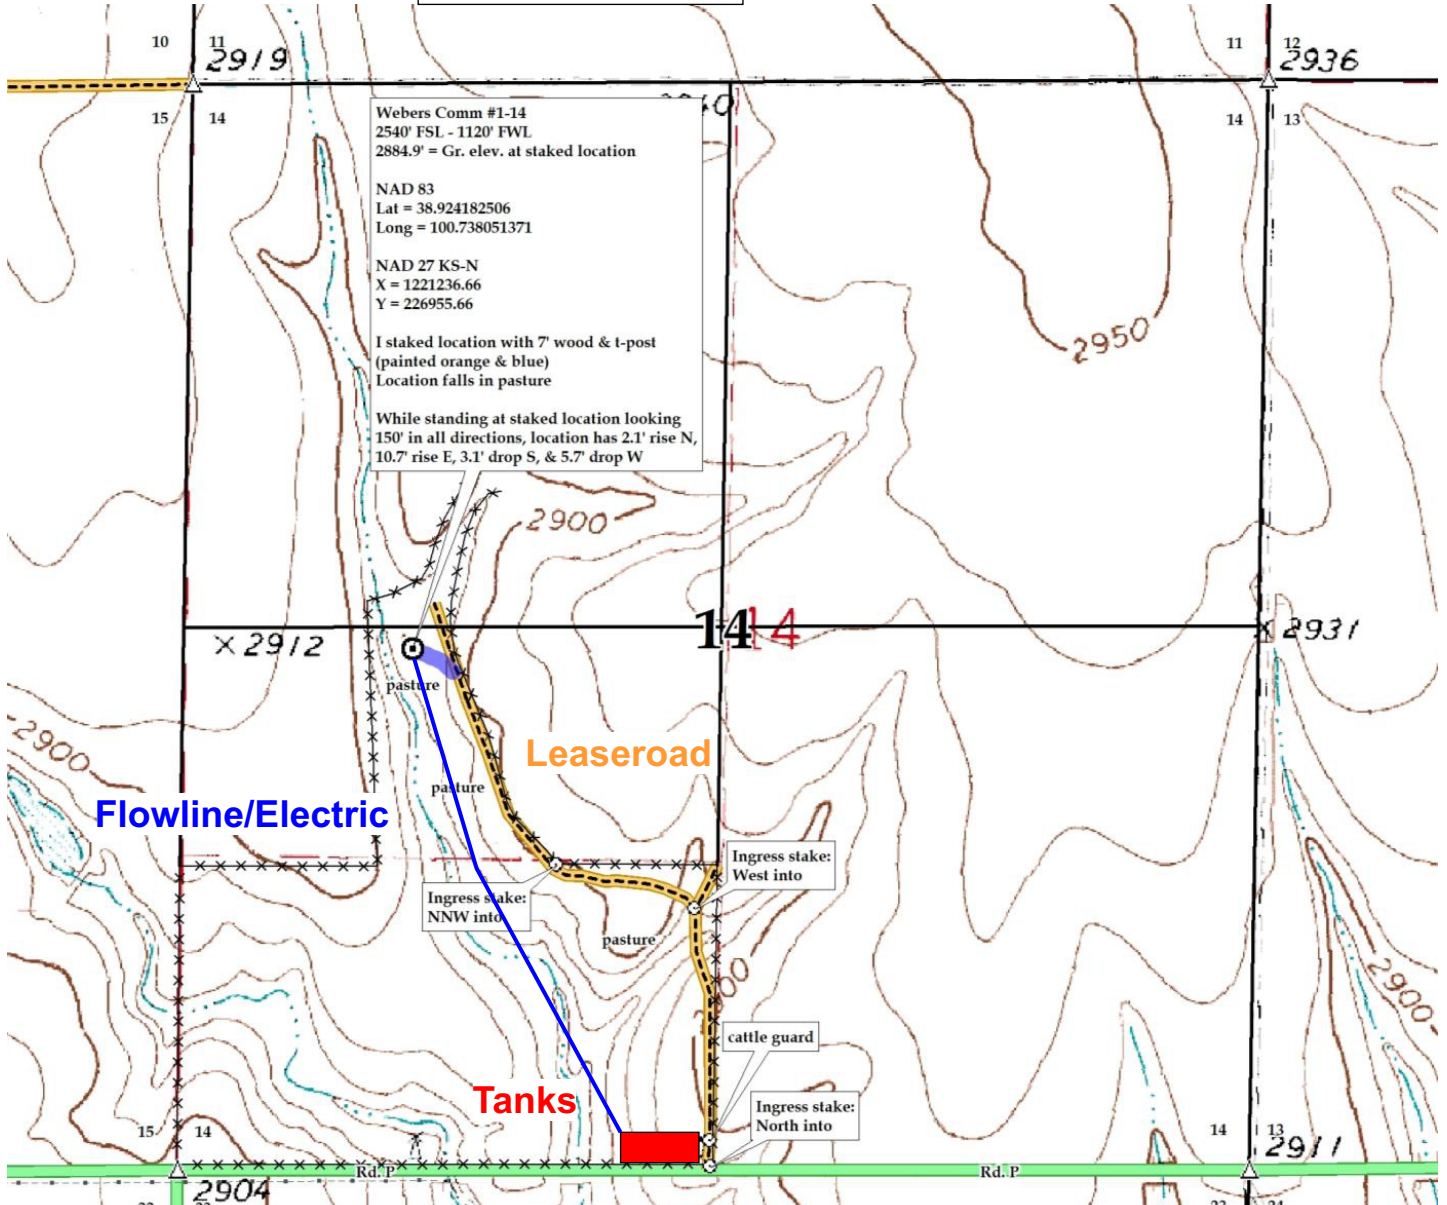 10 11
2919
11 12
2936
15 14
14 13
Webers Comm #1-14
2540' FSL - 1120' FWL
2884.9' = Gr. elev. at staked location
NAD 83
Lat = 38.924182506
Long = 100.738051371
NAD 27 KS-N
X = 1221236.66
Y = 226955.66
I staked location with 7' wood & t-post
(painted orange & blue)
Location falls in pasture
While standing at staked location looking
150' in all directions, location has 2.1' rise N,
10.7' rise E, 3.1' drop S, & 5.7' drop W
2950
2900
2912
14
14
2931
pasture
2900
Leaseroad
pasture
Flowline/Electric
Ingress stake:
West into
Ingress stake:
NNW into
pasture
2900
cattle guard
Tanks
Ingress stake:
North into
15 14
14 13
2911
Rd. P
Rd. P
2904